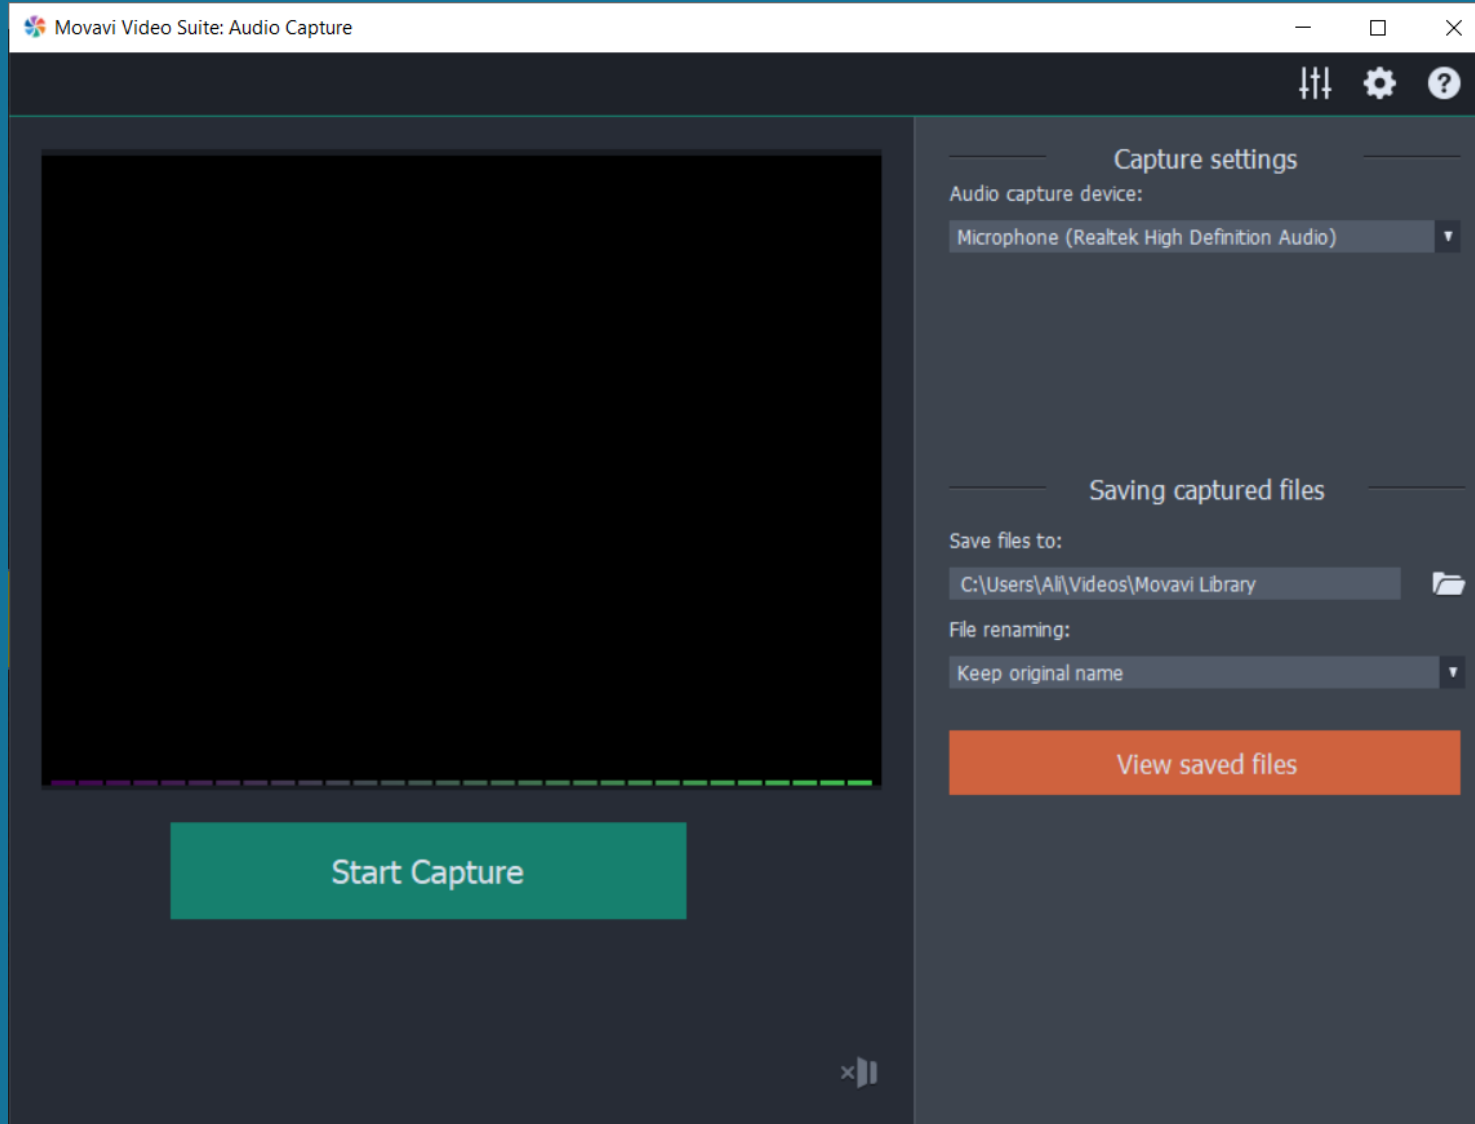 Movavi Video Suite: Audio Capture
Capture settings
Audio capture device:
Microphone (Realtek High Definition Audio)
Saving captured files
Save files to:
C:\Users\Ali\Videos\Movavi Library
File renaming:
Keep original name
View saved files
Start Capture